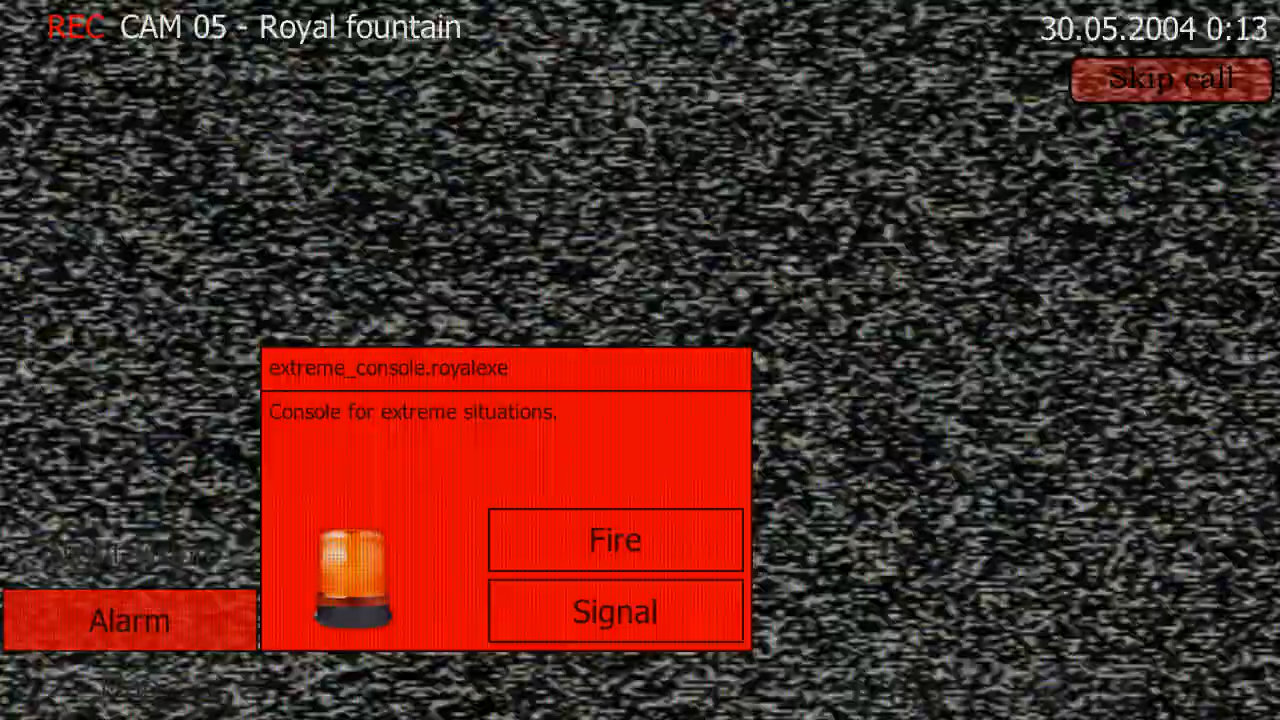 REC CAM 05 - Royal fountain
30.05.2004 0:13
Skip call
extreme_console.royalexe
Console for extreme situations.
Fire
Alarm
Signal